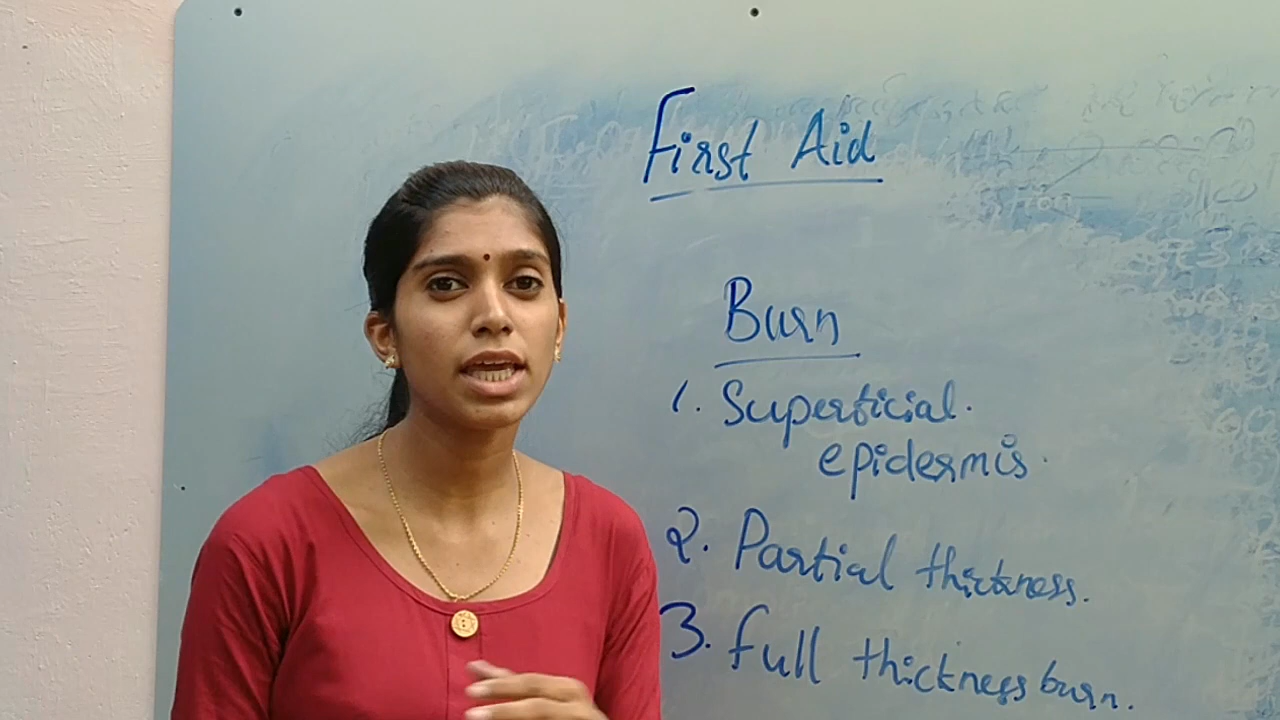 First Aid
Burn
1. Superficial.
epidermis.
2. Partial thickness.
3. Full thickness burn.